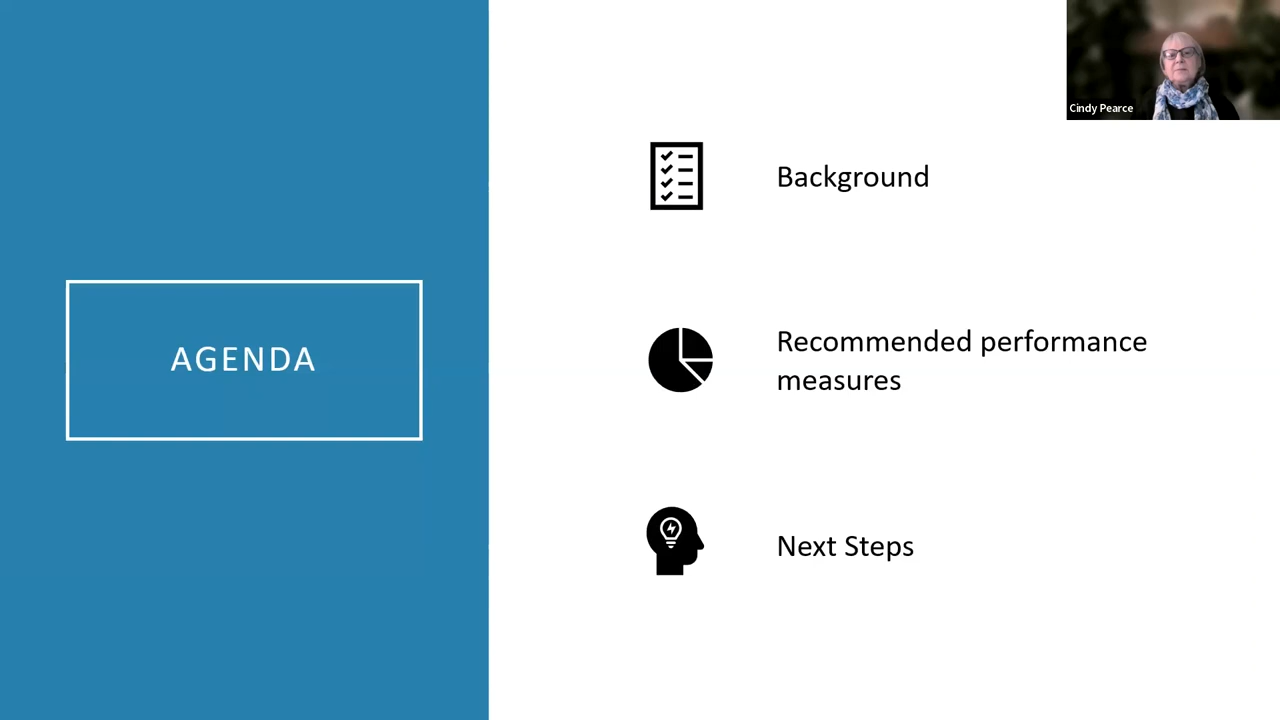 Cindy Pearce
Background
AGENDA
Recommended performance
measures
Next Steps